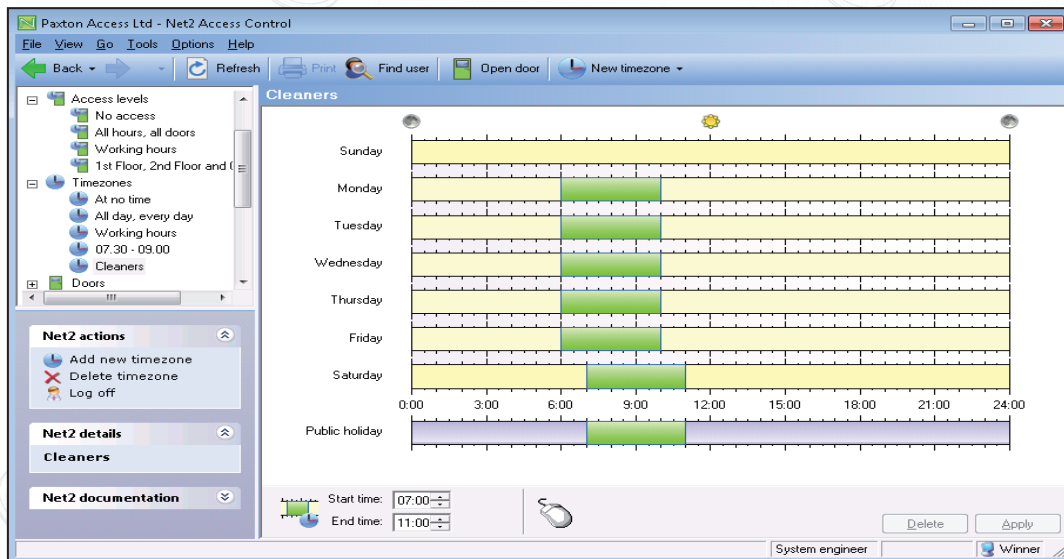 Paxton Access Ltd - Net2 Access Control
File View Go Tools Options Help
Back Refresh Print Find user Open door New timezone
Access levels
No access
All hours, all doors
Working hours
1st Floor, 2nd Floor and
Timezones
At no time
All day, every day
Working hours
07.30 - 09.00
Cleaners
Doors
Net2 actions
Add new timezone
Delete timezone
Log off
Net2 details
Cleaners
Net2 documentation
Cleaners
Sunday
Monday
Tuesday
Wednesday
Thursday
Friday
Saturday
0:00 3:00 6:00 9:00 12:00 15:00 18:00 21:00 24:00
Public holiday
Start time: 07:00
End time: 11:00
Delete Apply
System engineer Winner